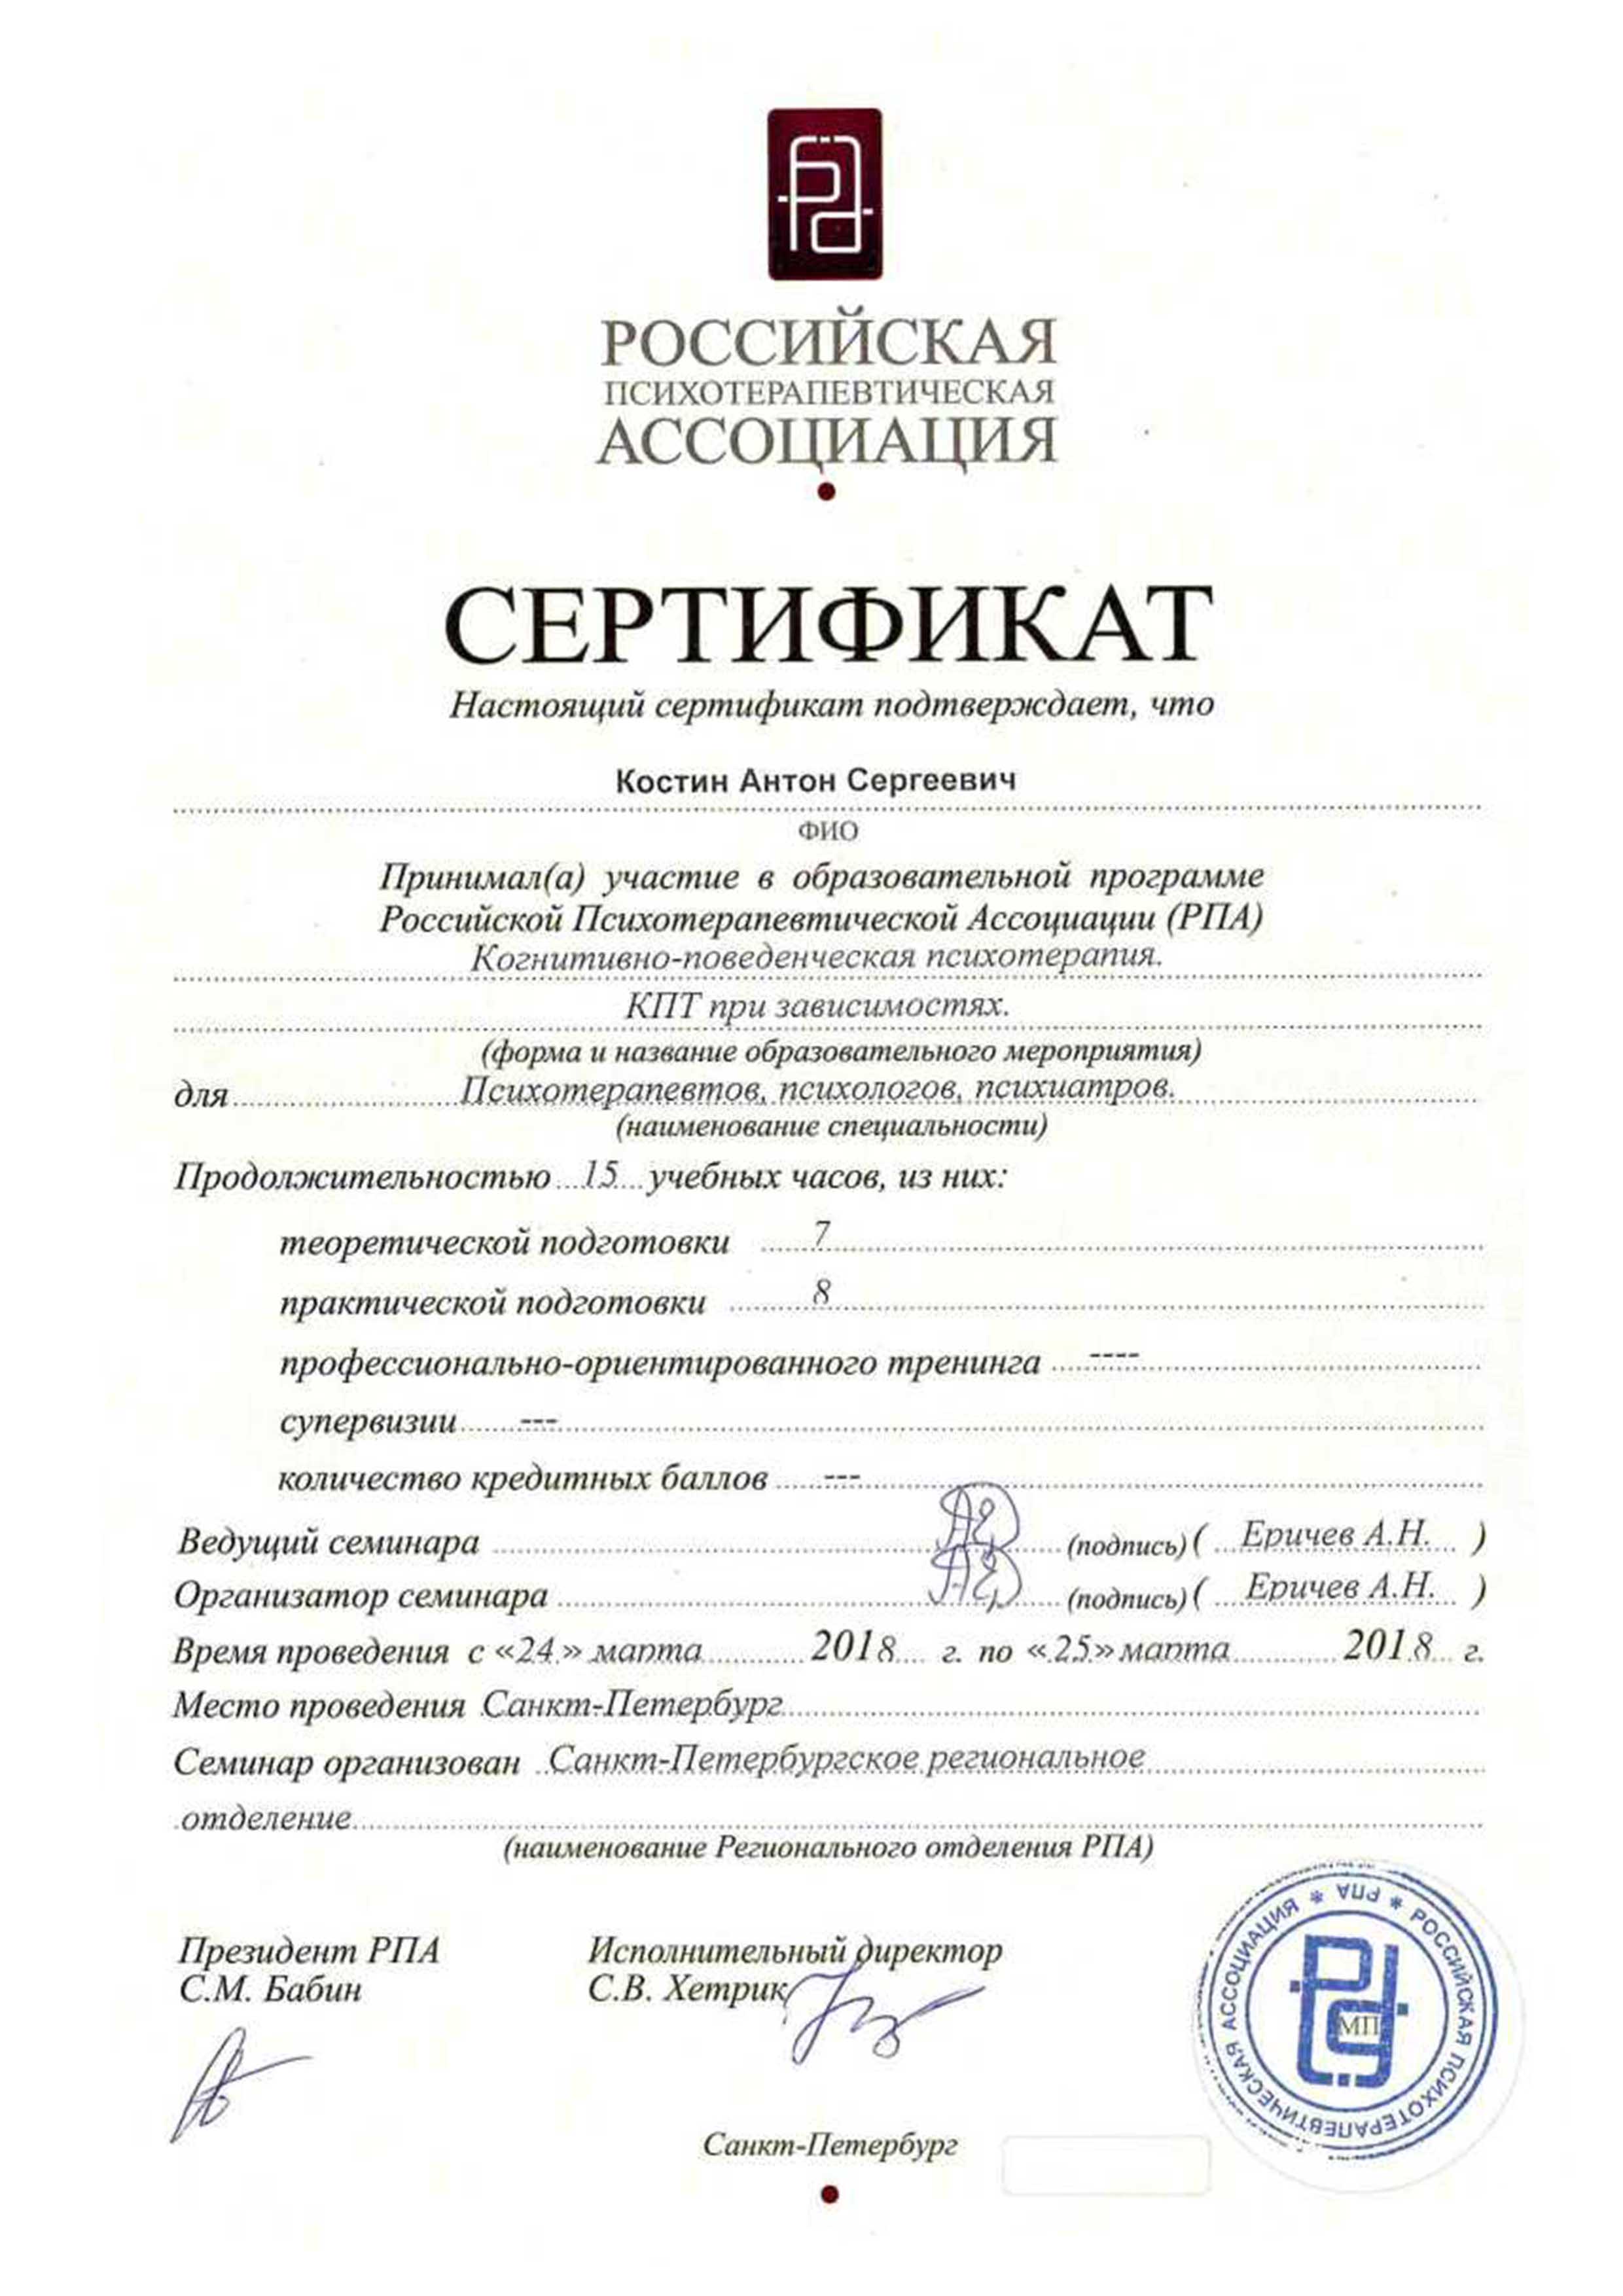 РОССИЙСКАЯ
ПСИХОТЕРАПЕВТИЧЕСКАЯ
АССОЦИАЦИЯ
СЕРТИФИКАТ
Настоящий сертификат подтверждает, что
Костин Антон Сергеевич
ФИО
Принимал(а) участие в образовательной программе
Российской Психотерапевтической Ассоциации (РПА)
Когнитивно-поведенческая психотерапия.
КПТ при зависимостях.
(форма и название образовательного мероприятия)
для Психотерапевтов, психологов, психиатров.
(наименование специальности)
Продолжительностью 15 учебных часов, из них:
теоретической подготовки 7
практической подготовки 8
профессионально-ориентированного тренинга ----
супервизии ---
количество кредитных баллов ---
Ведущий семинара (подпись) ( Еричев А.Н. )
Организатор семинара (подпись) ( Еричев А.Н. )
Время проведения с «24» марта 2018 г. по «25» марта 2018 г.
Место проведения Санкт-Петербург
Семинар организован Санкт-Петербургское региональное
отделение
(наименование Регионального отделения РПА)
Президент РПА Исполнительный директор
С.М. Бабин С.В. Хетрик
РОССИЙСКАЯ ПСИХОТЕРАПЕВТИЧЕСКАЯ АССОЦИАЦИЯ * РПА *
МП
Санкт-Петербург